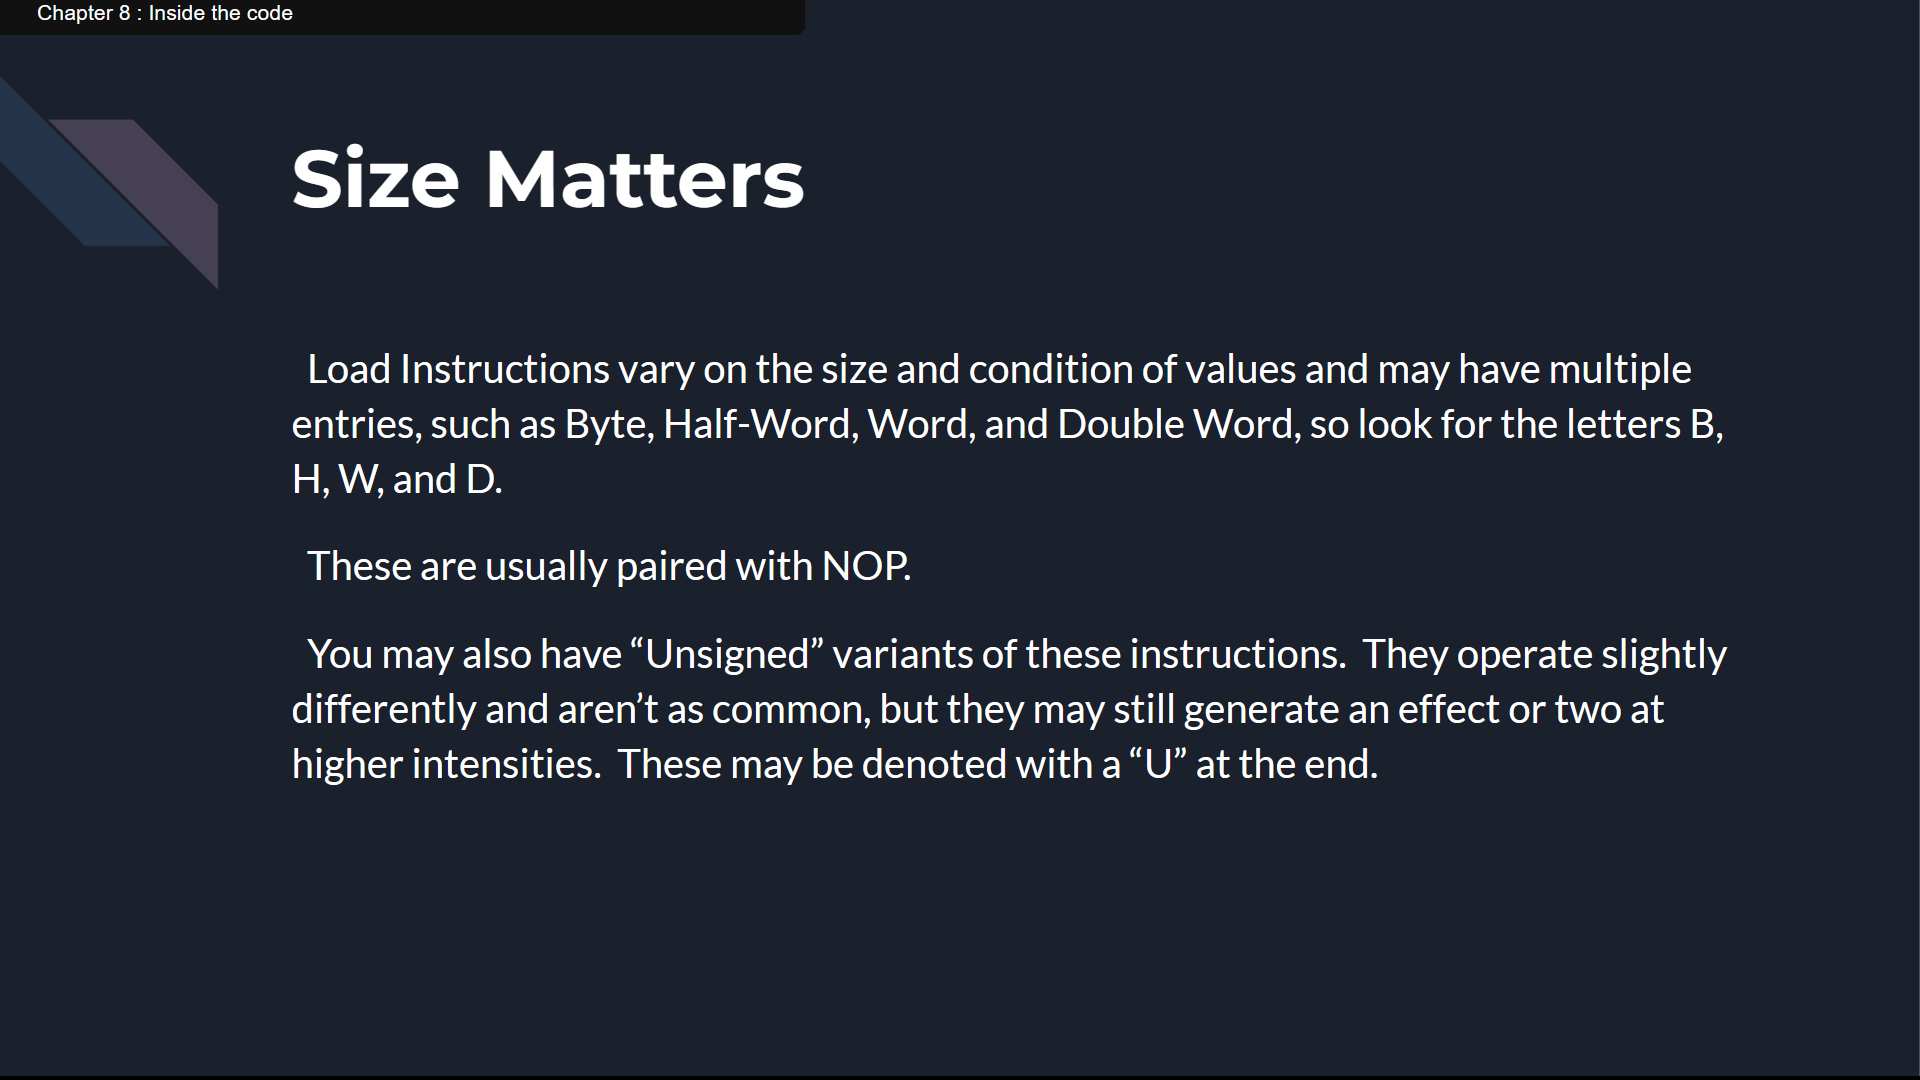 Chapter 8 : Inside the code
Size Matters
Load Instructions vary on the size and condition of values and may have multiple
entries, such as Byte, Half-Word, Word, and Double Word, so look for the letters B,
H, W, and D.
These are usually paired with NOP.
You may also have “Unsigned” variants of these instructions.  They operate slightly
differently and aren’t as common, but they may still generate an effect or two at
higher intensities.  These may be denoted with a “U” at the end.